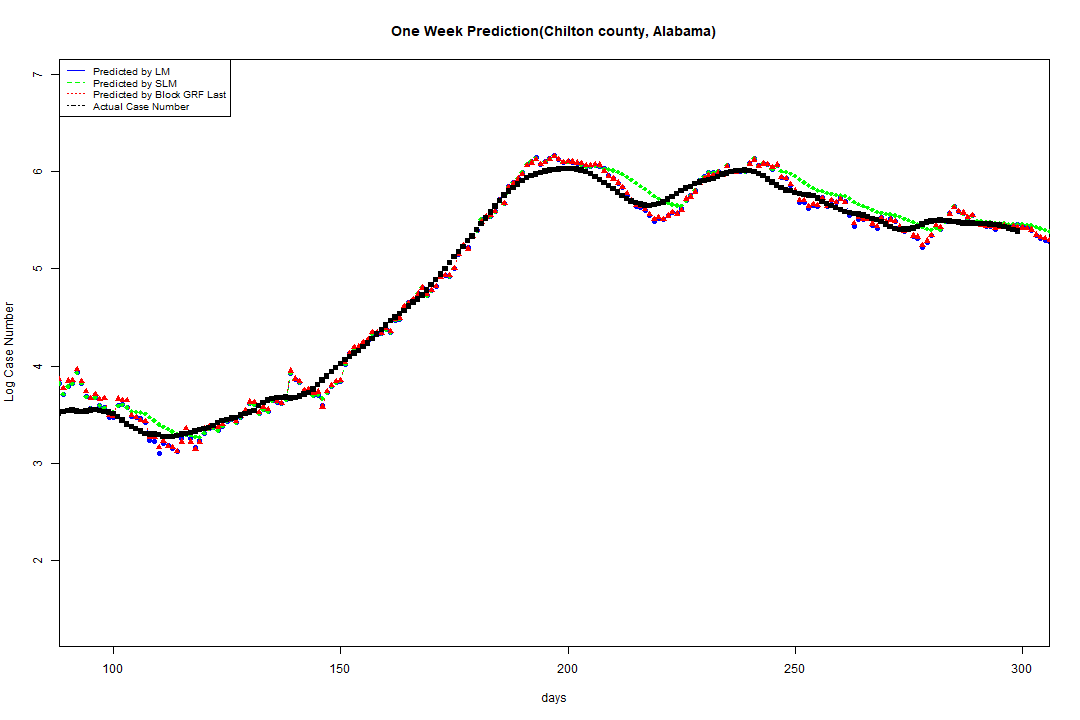 One Week Prediction(Chilton county, Alabama)
Predicted by LM
Predicted by SLM
Predicted by Block GRF Last
Actual Case Number
7
6
5
4
3
2
Log Case Number
100 150 200 250 300
days